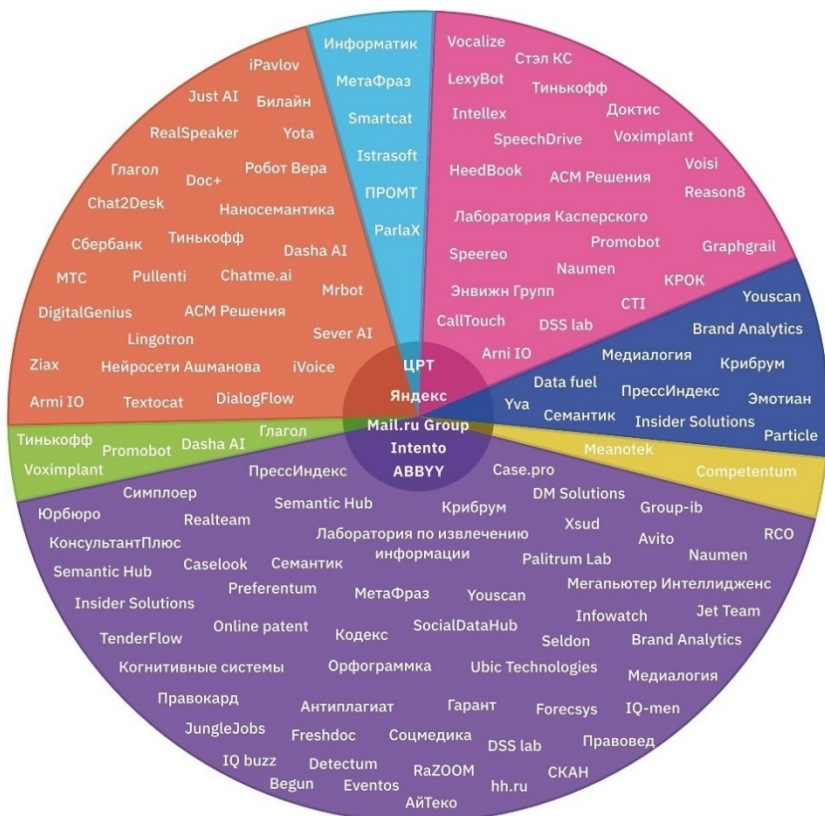 iPavlov
Just AI
Билайн
RealSpeaker
Yota
Глагол
Doc+
Робот Вера
Chat2Desk
Наносемантика
Сбербанк
Тинькофф
Dasha AI
МТС
Pullenti
Chatme.ai
Mrbot
DigitalGenius
АСМ Решения
Lingotron
Sever AI
Ziax
Нейросети Ашманова
iVoice
Armi IO
Textocat
DialogFlow
Информатик
МетаФраз
Smartcat
Istrasoft
ПРОМТ
ParlaX
Vocalize
Стэл КС
LexyBot
Тинькофф
Intellex
Доктис
SpeechDrive
Voximplant
HeedBook
АСМ Решения
Voisi
Reason8
Лаборатория Касперского
Speereo
Promobot
Graphgrail
Naumen
Энвижн Групп
КРОК
CTI
CallTouch
DSS lab
Arni IO
Youscan
Brand Analytics
Медиалогия
Крибрум
Data fuel
ПрессИндекс
Эмотиан
Yva
Семантик
Insider Solutions
Particle
Meanotek
Competentum
ЦРТ
Яндекс
Mail.ru Group
Intento
ABBYY
Тинькофф
Promobot
Dasha AI
Глагол
Voximplant
ПрессИндекс
Case.pro
Симплоер
Semantic Hub
DM Solutions
Юрбюро
Realteam
Крибрум
Group-ib
КонсультантПлюс
Лаборатория по извлечению
информации
Xsud
Avito
RCO
Semantic Hub
Caselook
Семантик
Palitrum Lab
Naumen
Insider Solutions
Preferentum
МетаФраз
Youscan
Мегапьютер Интеллидженс
TenderFlow
Online patent
Кодекс
SocialDataHub
Infowatch
Jet Team
Seldon
Brand Analytics
Когнитивные системы
Орфограммка
Ubic Technologies
Медиалогия
Правокард
Антиплагиат
Гарант
Forecsys
IQ-men
JungleJobs
Freshdoc
Соцмедика
DSS lab
Правовед
IQ buzz
Detectum
RaZOOM
СКАН
Begun
Eventos
hh.ru
АйТеко